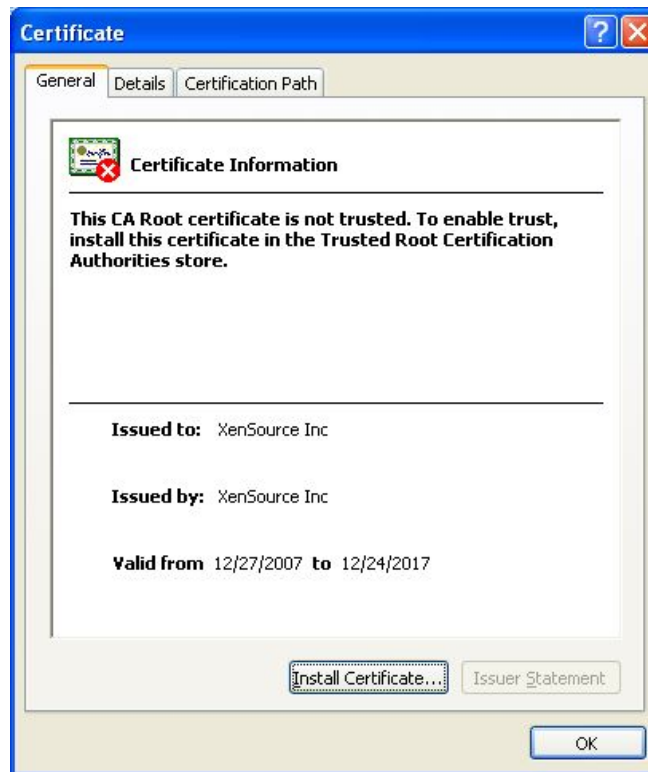 Certificate
General Details Certification Path
Certificate Information
This CA Root certificate is not trusted. To enable trust,
install this certificate in the Trusted Root Certification
Authorities store.
Issued to: XenSource Inc
Issued by: XenSource Inc
Valid from 12/27/2007 to 12/24/2017
Install Certificate... Issuer Statement
OK